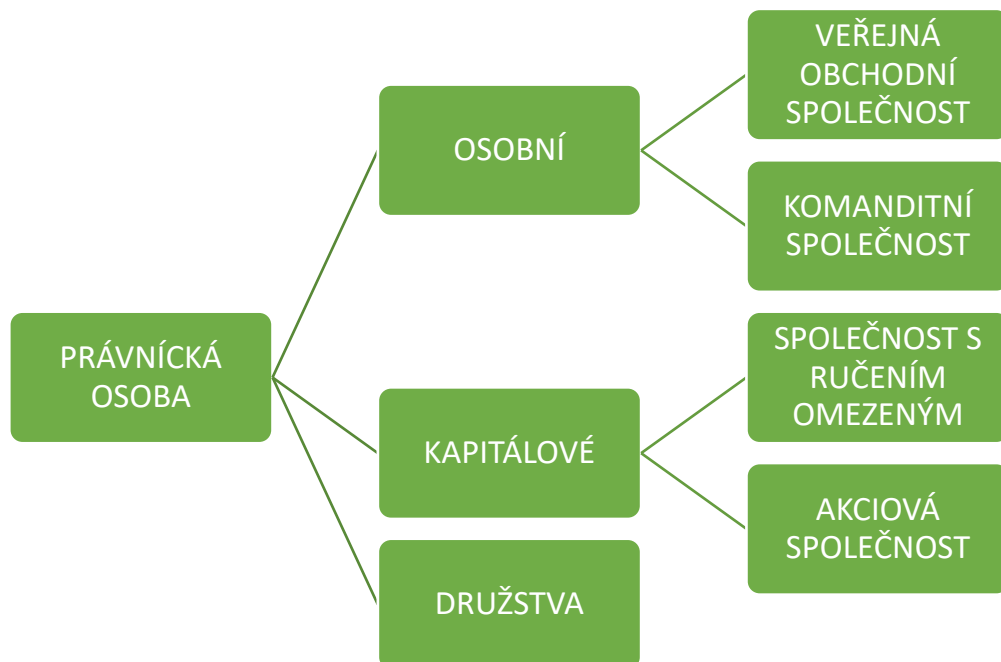 VEŘEJNÁ
OBCHODNÍ
SPOLEČNOST
OSOBNÍ
KOMANDITNÍ
SPOLEČNOST
PRÁVNÍCKÁ
OSOBA
SPOLEČNOST S
RUČENÍM
OMEZENÝM
KAPITÁLOVÉ
AKCIOVÁ
SPOLEČNOST
DRUŽSTVA